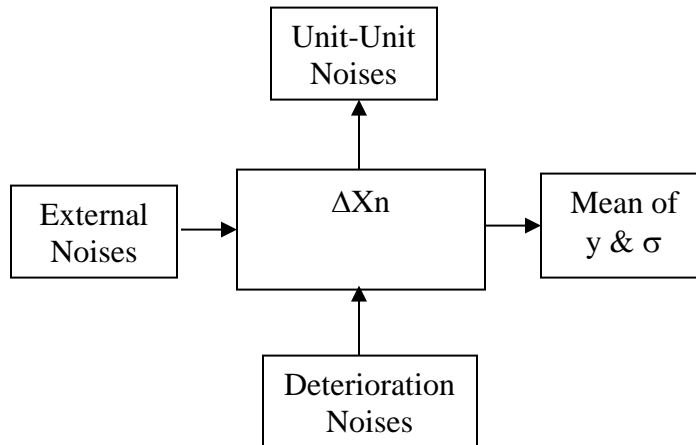 Unit-Unit
Noises
ΔXn
External
Noises
Mean of
y & σ
Deterioration
Noises